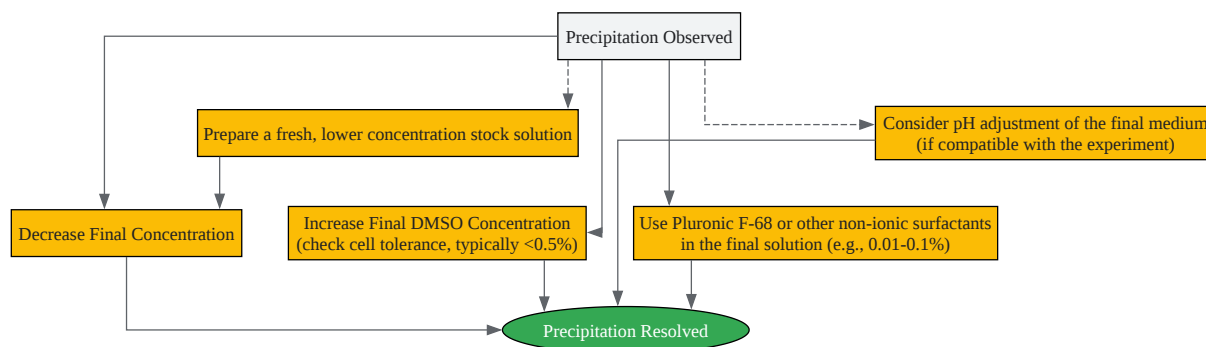 Precipitation Observed
Prepare a fresh, lower concentration stock solution
Consider pH adjustment of the final medium
(if compatible with the experiment)
Decrease Final Concentration
Increase Final DMSO Concentration
(check cell tolerance, typically <0.5%)
Use Pluronic F-68 or other non-ionic surfactants
in the final solution (e.g., 0.01-0.1%)
Precipitation Resolved